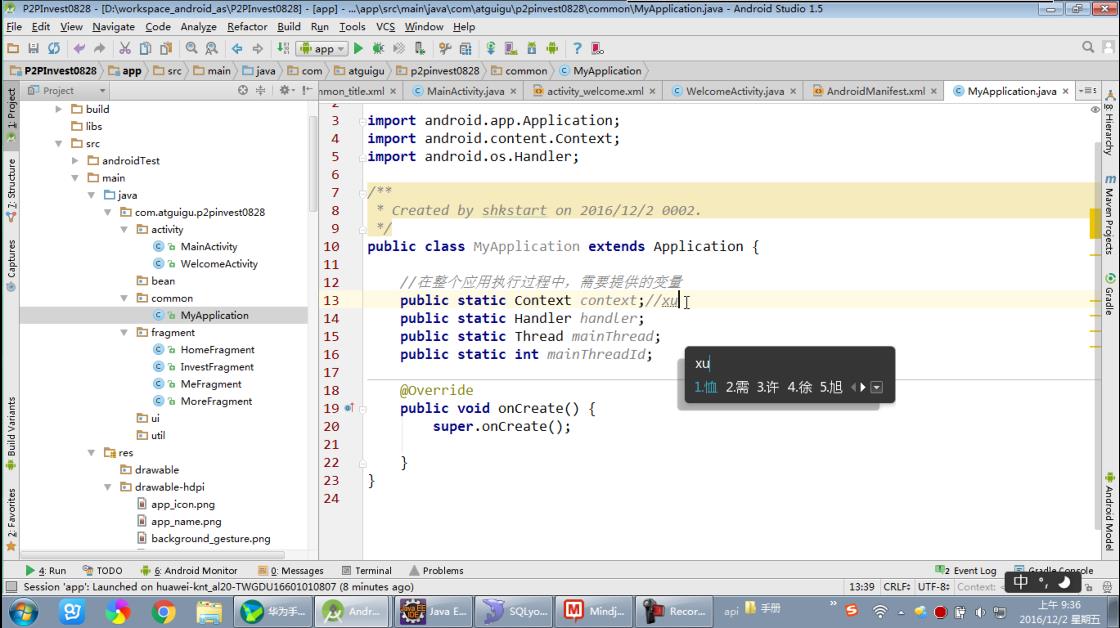 P2PInvest0828 - [D:\workspace_android_as\P2PInvest0828] - [app] - ...\app\src\main\java\com\atguigu\p2pinvest0828\common\MyApplication.java - Android Studio 1.5
File Edit View Navigate Code Analyze Refactor Build Run Tools VCS Window Help
app
P2PInvest0828 app src main java com atguigu p2pinvest0828 common MyApplication
Project
mmon_title.xml MainActivity.java activity_welcome.xml WelcomeActivity.java AndroidManifest.xml MyApplication.java
1: Project
7: Structure
Captures
Build Variants
2: Favorites
build
libs
src
androidTest
main
java
com.atguigu.p2pinvest0828
activity
MainActivity
WelcomeActivity
bean
common
MyApplication
fragment
HomeFragment
InvestFragment
MeFragment
MoreFragment
ui
util
res
drawable
drawable-hdpi
app_icon.png
app_name.png
background_gesture.png
2
3 import android.app.Application;
4 import android.content.Context;
5 import android.os.Handler;
6
7 /**
8 * Created by shkstart on 2016/12/2 0002.
9 */
10 public class MyApplication extends Application {
11
12 //在整个应用执行过程中，需要提供的变量
13 public static Context context;//xu
14 public static Handler handler;
15 public static Thread mainThread;
16 public static int mainThreadId;
17
18 @Override
19 public void onCreate() {
20 super.onCreate();
21
22 }
23 }
24
xu
1.恤 2.需 3.许 4.徐 5.旭
Hierarchy
Maven Projects
Gradle
Android Model
4: Run TODO 6: Android Monitor 0: Messages Terminal Problems 2 Event Log Gradle Console
Session 'app': Launched on huawei-knt_al20-TWGDU16601010807 (8 minutes ago) 13:39 CRLF÷ UTF-8÷ Context:
中 °,
华为手... Andr... Java E... SQLyo... Mindj... Recor... api 手册
上午 9:36
2016/12/2 星期五